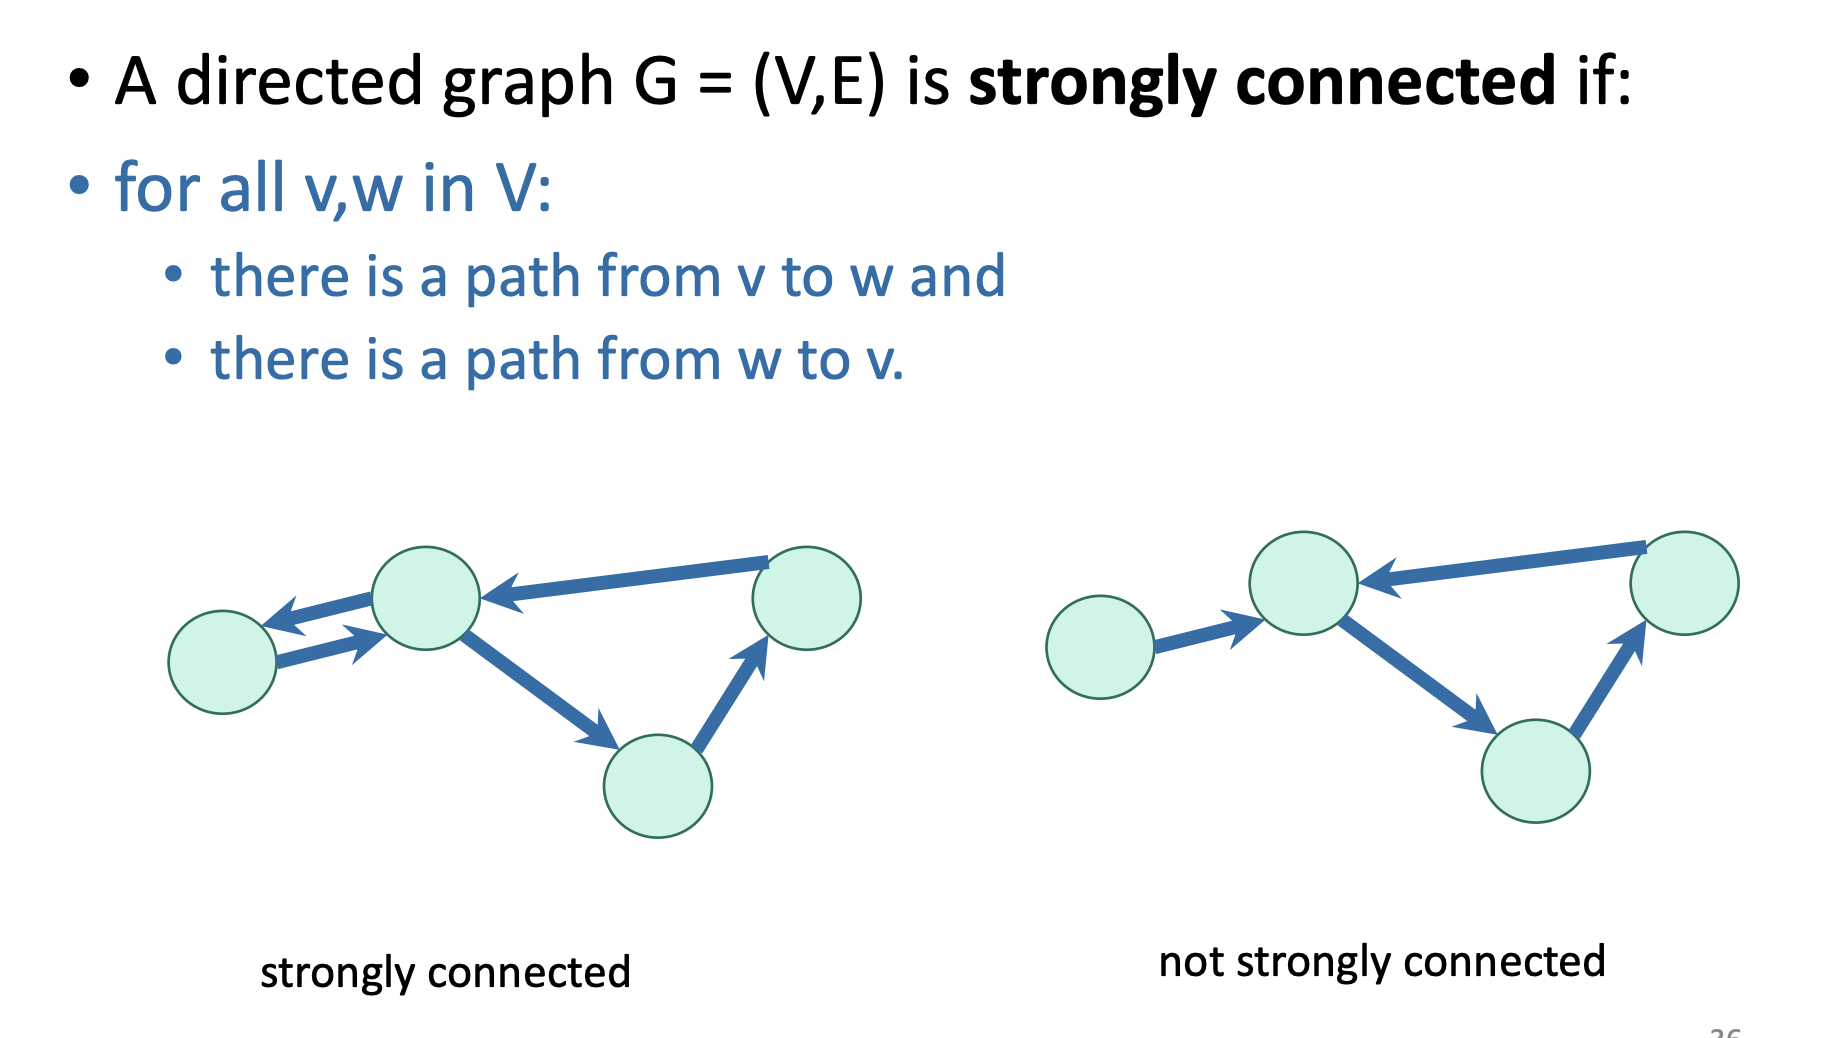 • A directed graph G = (V,E) is strongly connected if:
• for all v,w in V:
• there is a path from v to w and
• there is a path from w to v.
strongly connected
not strongly connected